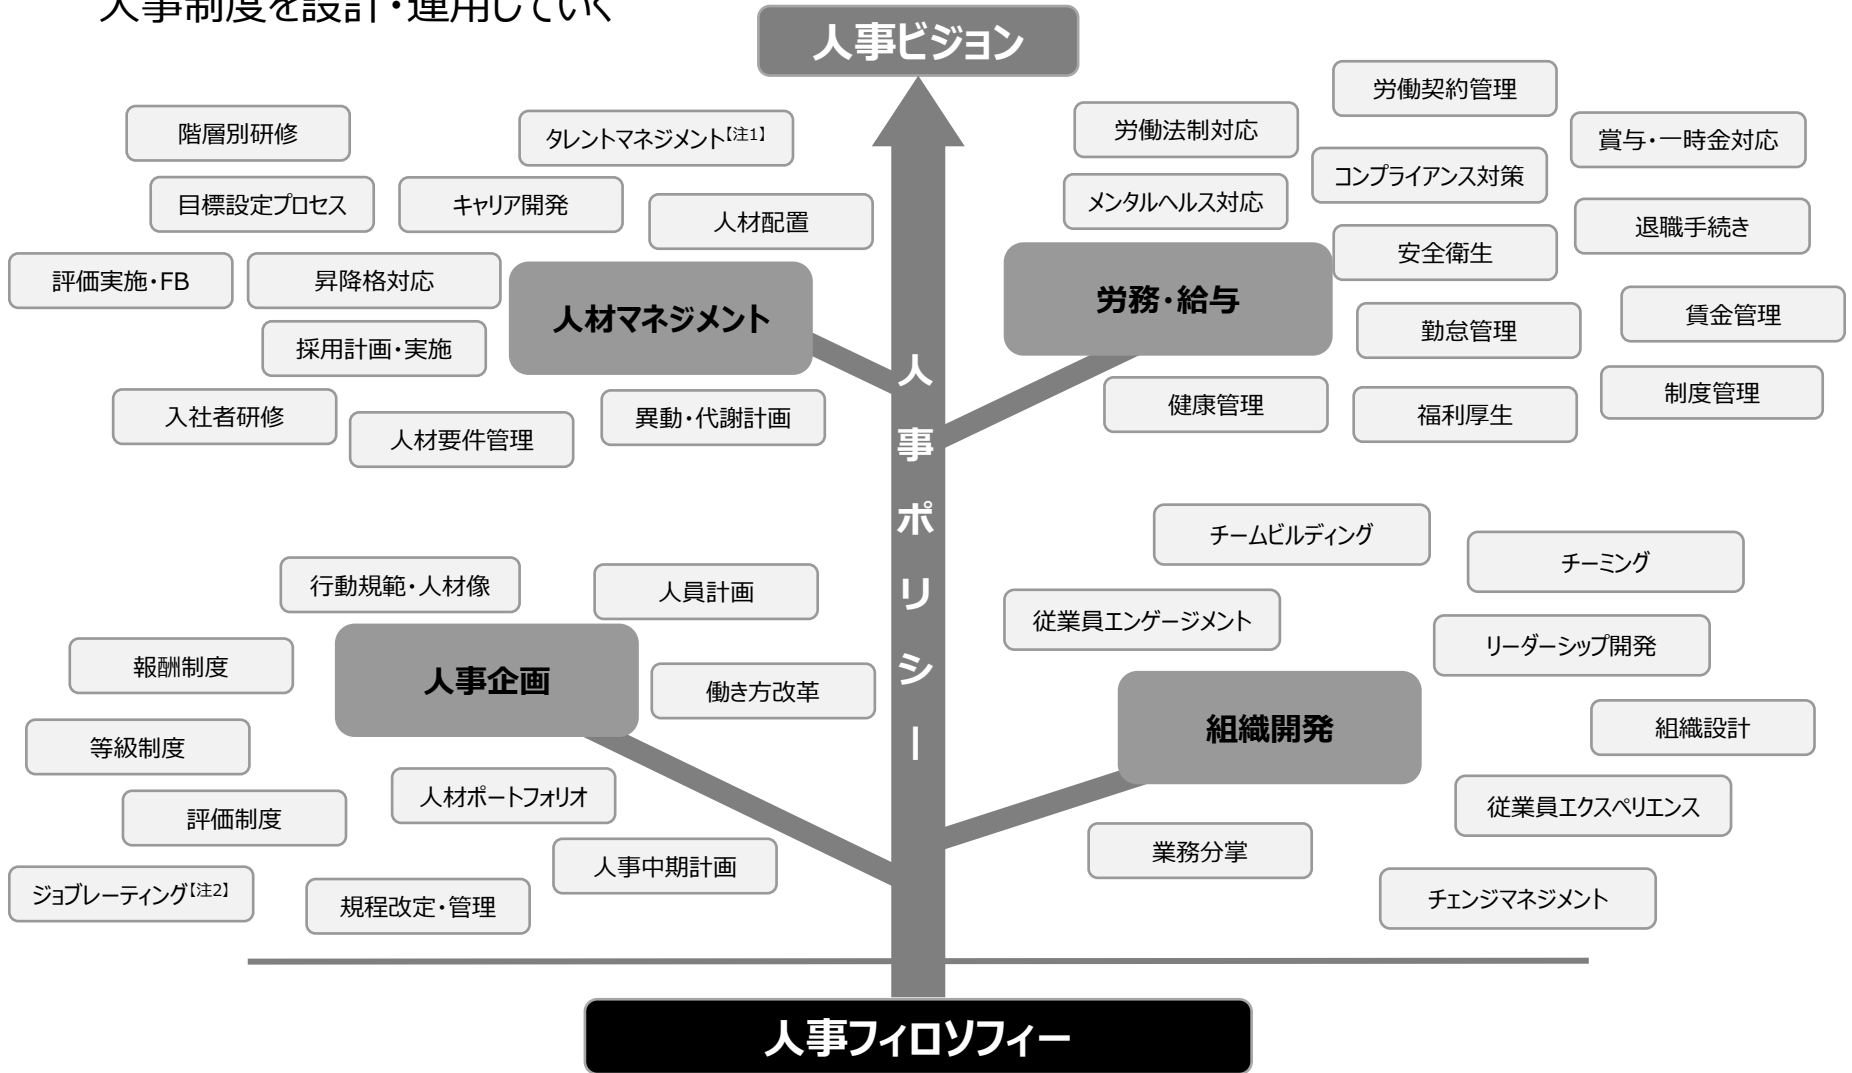 人事制度を設計・運用していく
人事ビジョン
階層別研修
タレントマネジメント【注1】
目標設定プロセス
キャリア開発
人材配置
評価実施・FB
昇降格対応
人材マネジメント
採用計画・実施
入社者研修
人材要件管理
異動・代謝計画
労働契約管理
労働法制対応
賞与・一時金対応
コンプライアンス対策
メンタルヘルス対応
退職手続き
安全衛生
労務・給与
賃金管理
勤怠管理
健康管理
福利厚生
制度管理
人事ポリシー
行動規範・人材像
人員計画
報酬制度
人事企画
働き方改革
等級制度
人材ポートフォリオ
評価制度
人事中期計画
ジョブレーティング【注2】
規程改定・管理
チームビルディング
チーミング
従業員エンゲージメント
リーダーシップ開発
組織開発
組織設計
従業員エクスペリエンス
業務分掌
チェンジマネジメント
人事フィロソフィー